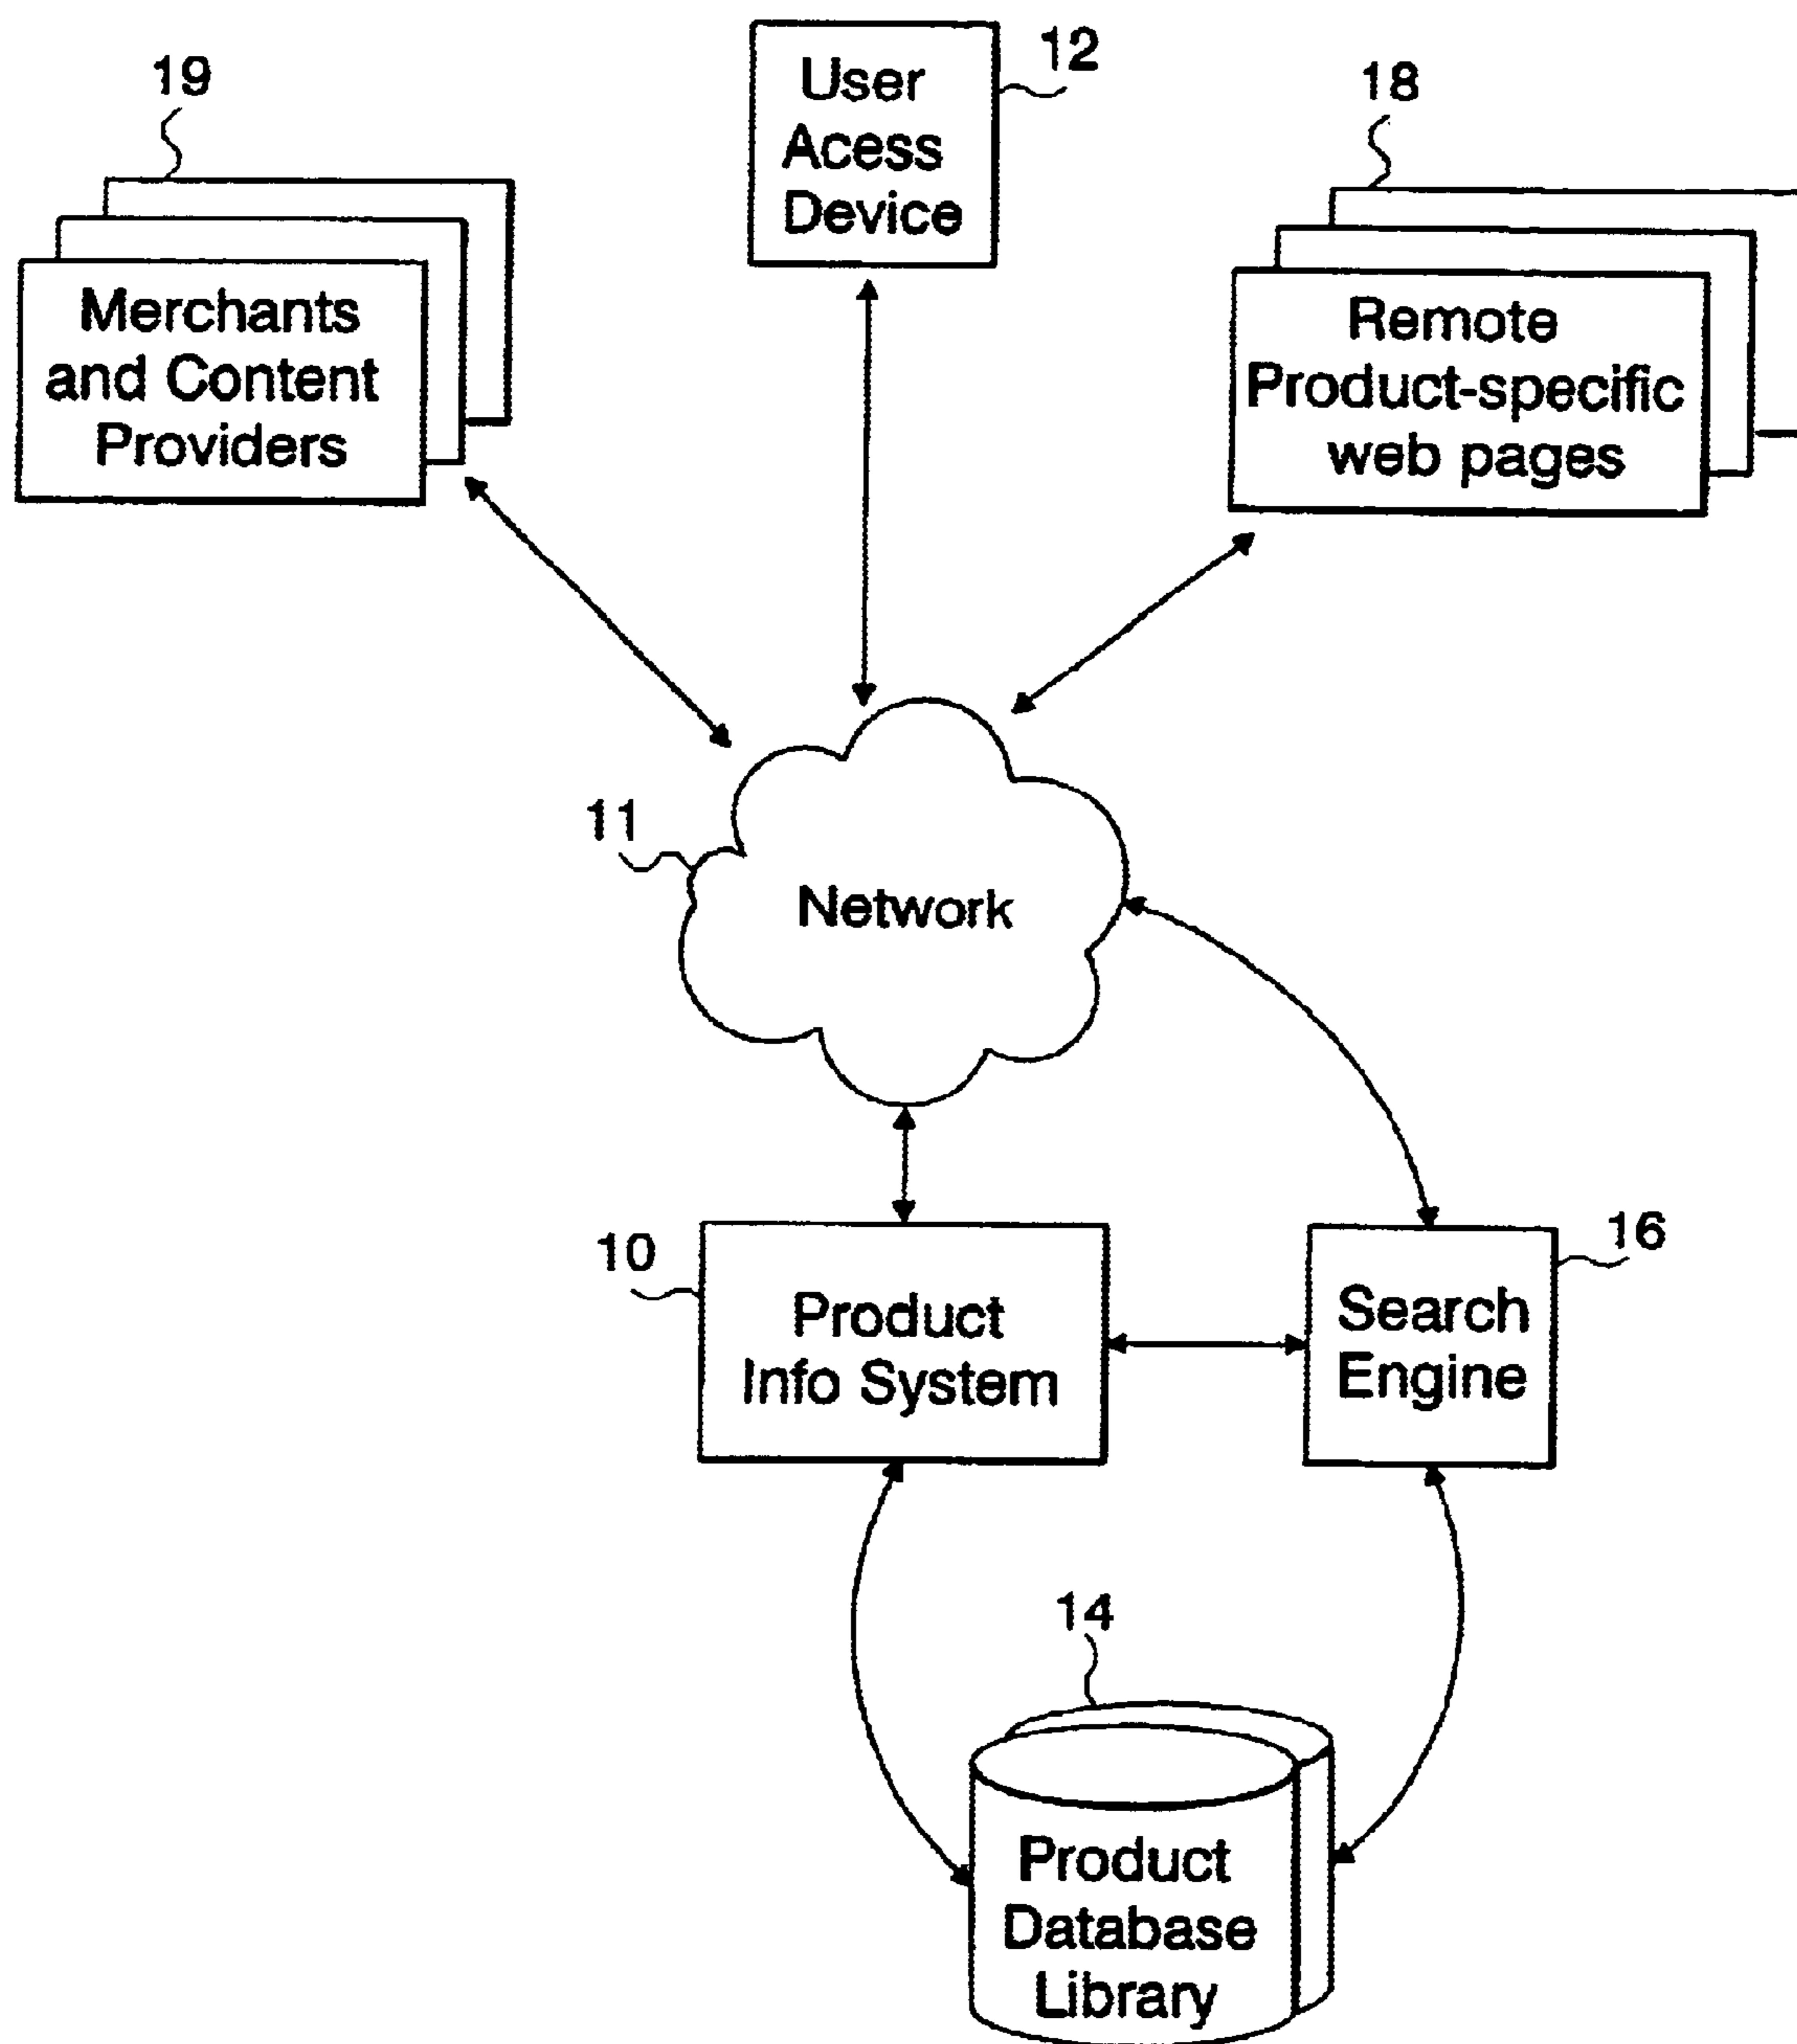 19
Merchants
and Content
Providers
12
User
Acess
Device
18
Remote
Product-specific
web pages
11
Network
10
Product
Info System
16
Search
Engine
14
Product
Database
Library